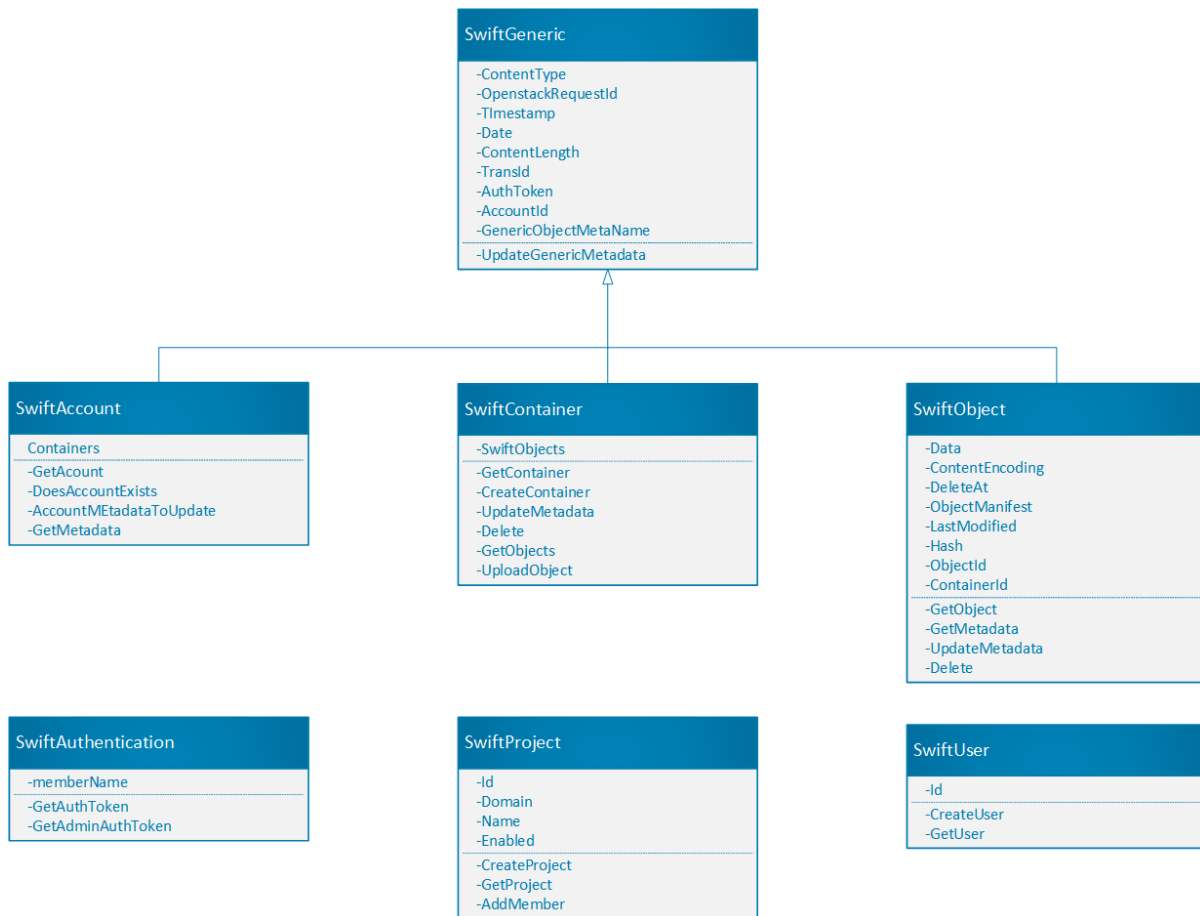 SwiftGeneric
-ContentType
-OpenstackRequestId
-TImestamp
-Date
-ContentLength
-TransId
-AuthToken
-AccountId
-GenericObjectMetaName
-UpdateGenericMetadata
SwiftAccount
Containers
-GetAcount
-DoesAccountExists
-AccountMEtadataToUpdate
-GetMetadata
SwiftContainer
-SwiftObjects
-GetContainer
-CreateContainer
-UpdateMetadata
-Delete
-GetObjects
-UploadObject
SwiftObject
-Data
-ContentEncoding
-DeleteAt
-ObjectManifest
-LastModified
-Hash
-ObjectId
-ContainerId
-GetObject
-GetMetadata
-UpdateMetadata
-Delete
SwiftAuthentication
-memberName
-GetAuthToken
-GetAdminAuthToken
SwiftProject
-Id
-Domain
-Name
-Enabled
-CreateProject
-GetProject
-AddMember
SwiftUser
-Id
-CreateUser
-GetUser